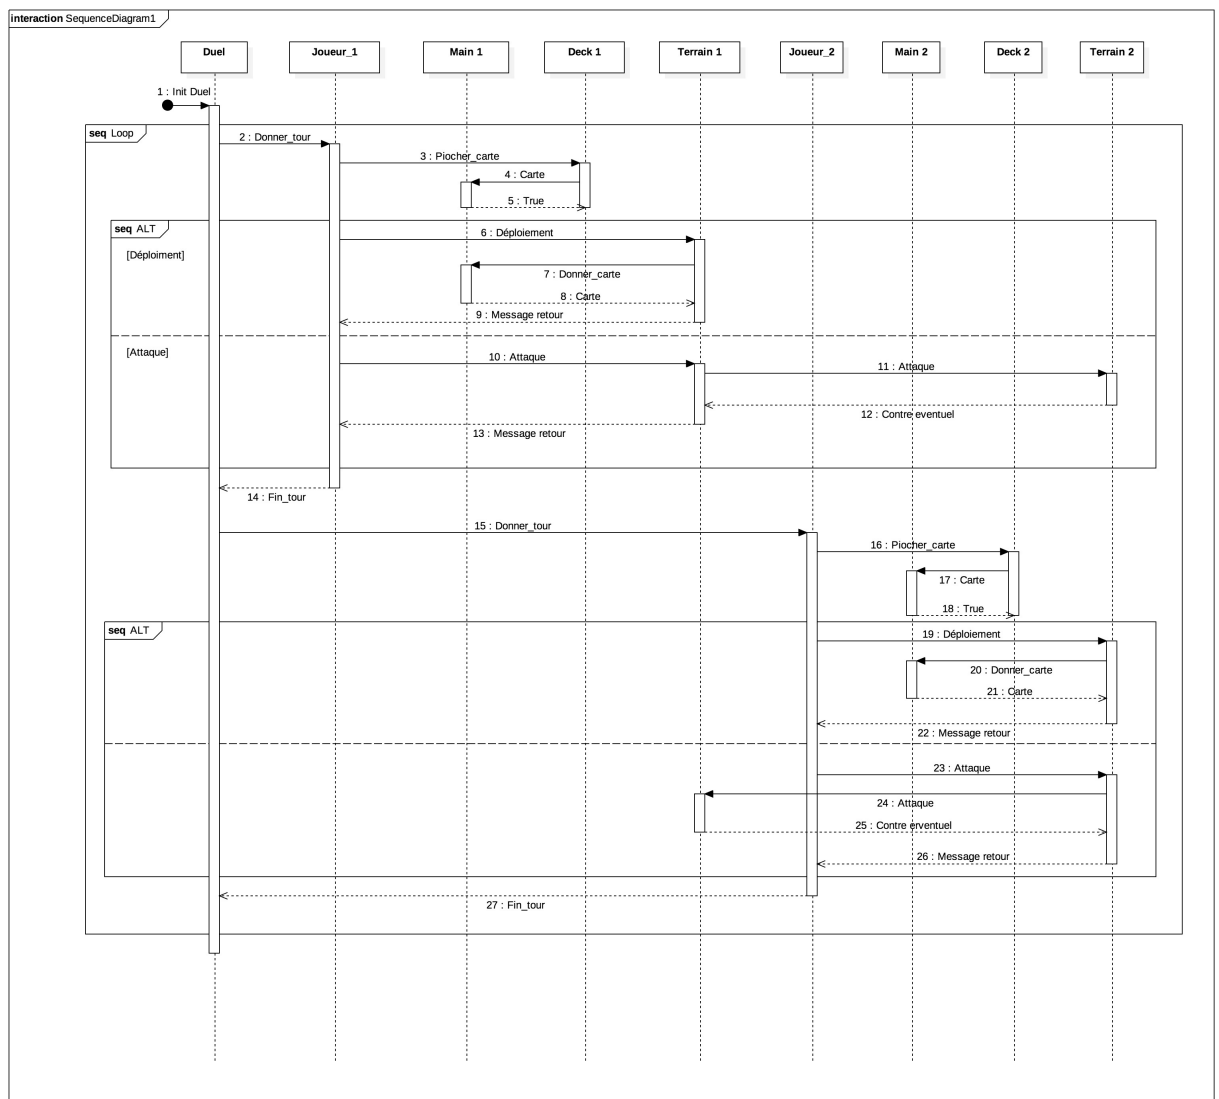 interaction SequenceDiagram1
Duel
Joueur_1
Main 1
Deck 1
Terrain 1
Joueur_2
Main 2
Deck 2
Terrain 2
1 : Init Duel
seq Loop
2 : Donner_tour
3 : Piocher_carte
4 : Carte
5 : True
seq ALT
6 : Déploiement
[Déploiment]
7 : Donner_carte
8 : Carte
9 : Message retour
[Attaque]
10 : Attaque
11 : Attaque
12 : Contre eventuel
13 : Message retour
14 : Fin_tour
15 : Donner_tour
16 : Piocher_carte
17 : Carte
18 : True
seq ALT
19 : Déploiement
20 : Donner_carte
21 : Carte
22 : Message retour
23 : Attaque
24 : Attaque
25 : Contre erventuel
26 : Message retour
27 : Fin_tour